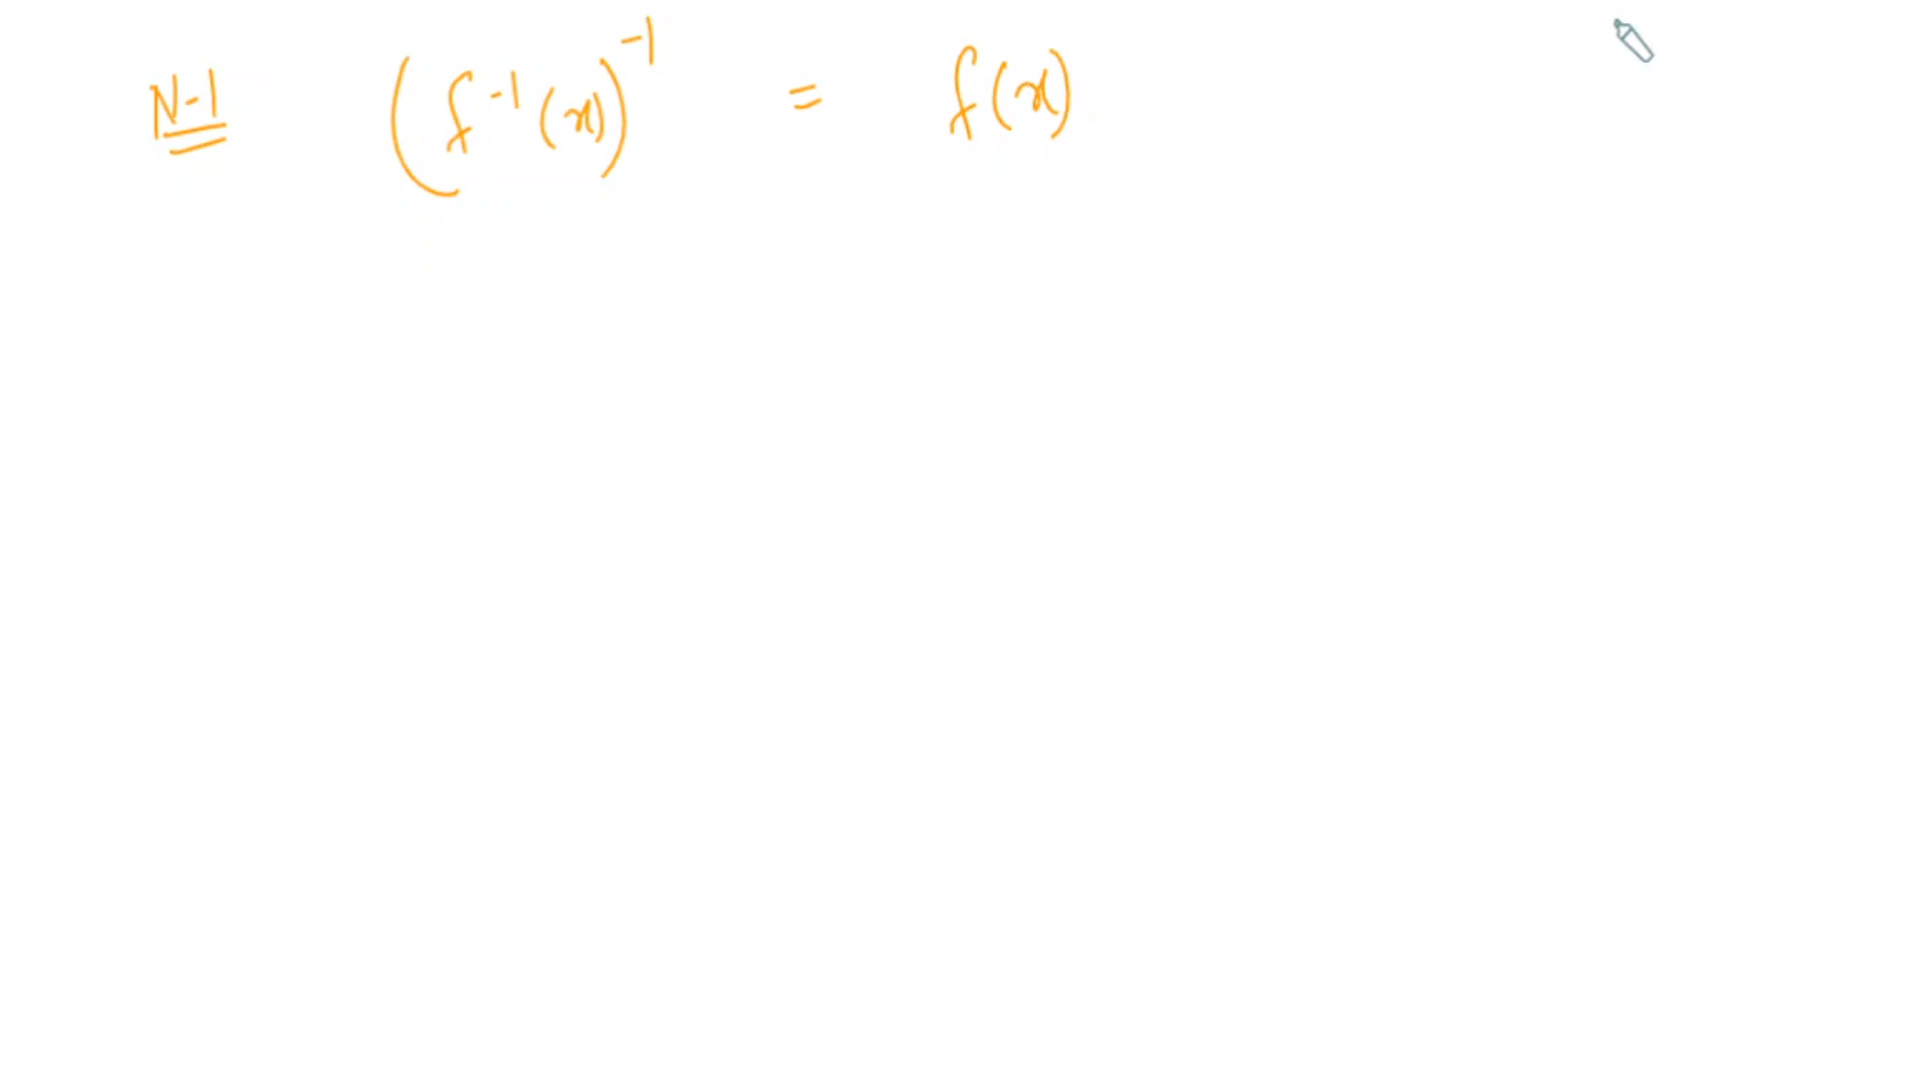 N-1 (f⁻¹(x))⁻¹ = f(x)